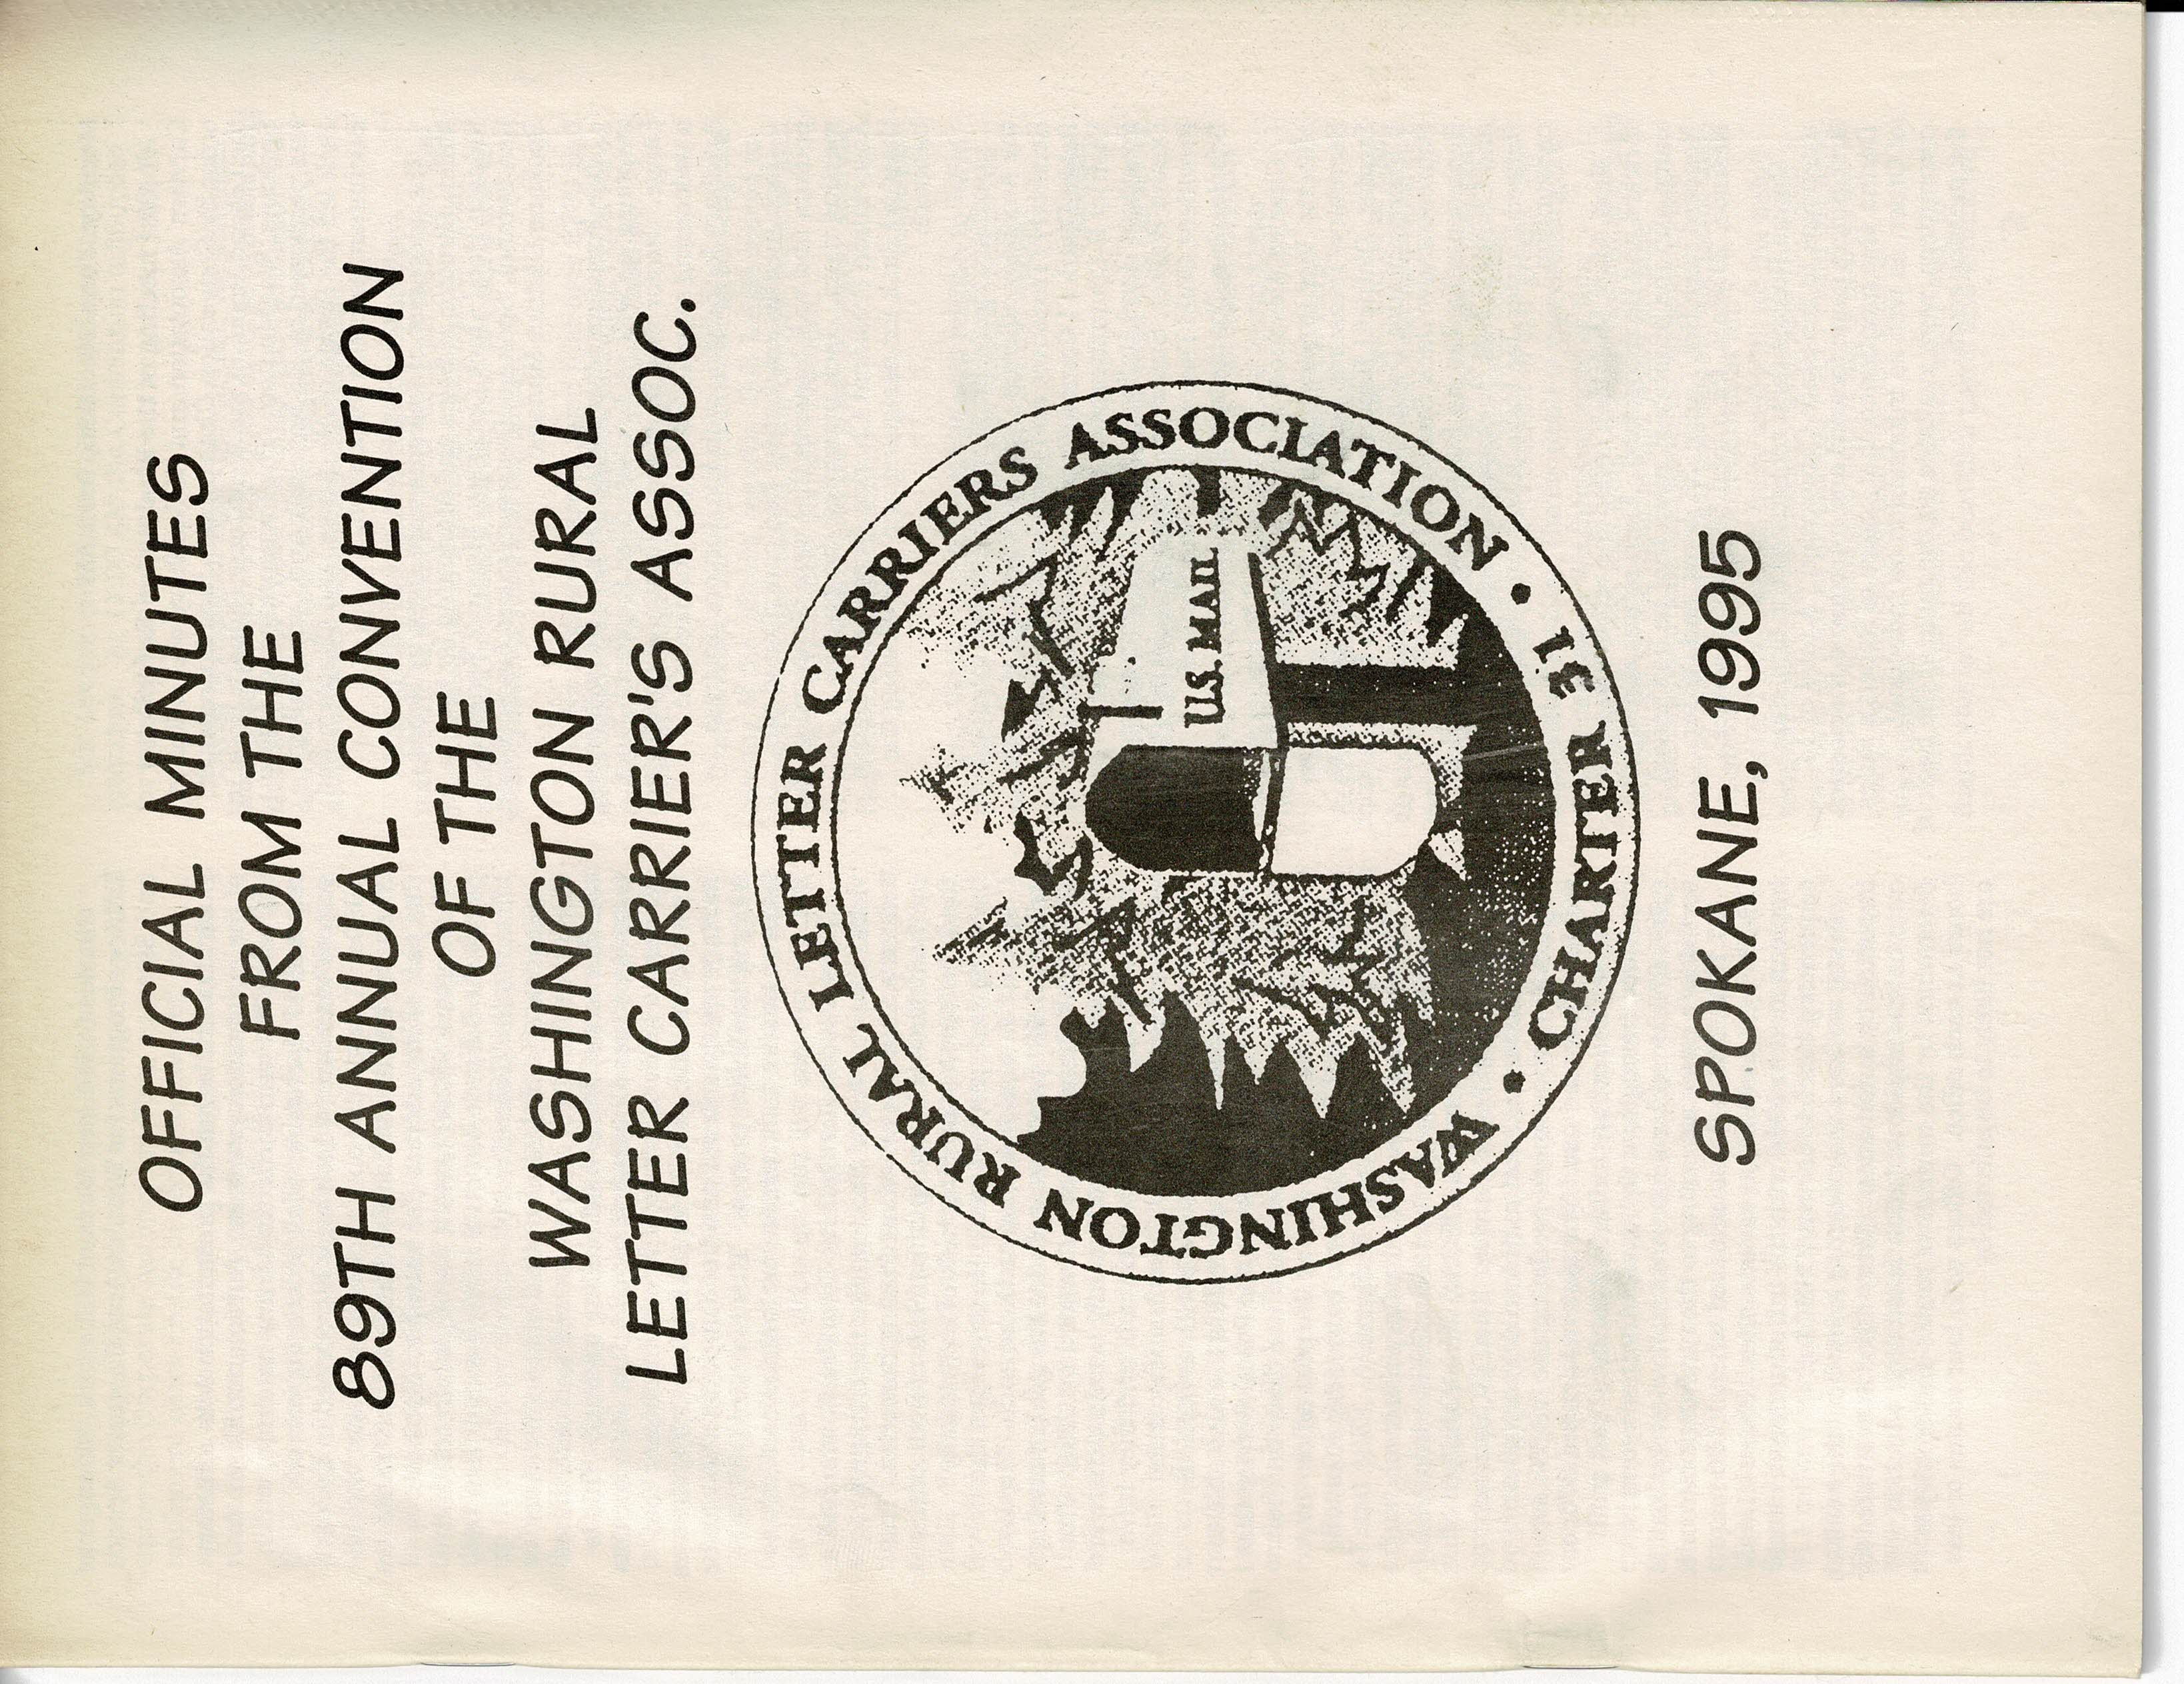 OFFICIAL MINUTES
FROM THE
89TH ANNUAL CONVENTION
OF THE
WASHINGTON RURAL
LETTER CARRIER'S ASSOC.
WASHINGTON RURAL LETTER CARRIERS ASSOCIATION •
CHARTER 31 •
U.S. MAIL
SPOKANE, 1995